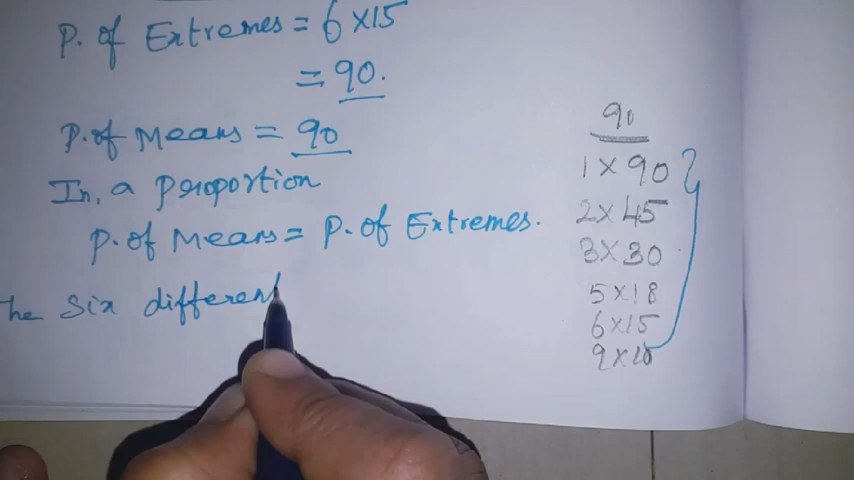 P. of Extremes = 6 x 15
= 90.
P. of Means = 90
In, a proportion
P. of Means = P. of Extremes.
he six differen
90
1 x 90
2 x 45
3 x 30
5 x 18
6 x 15
9 x 10